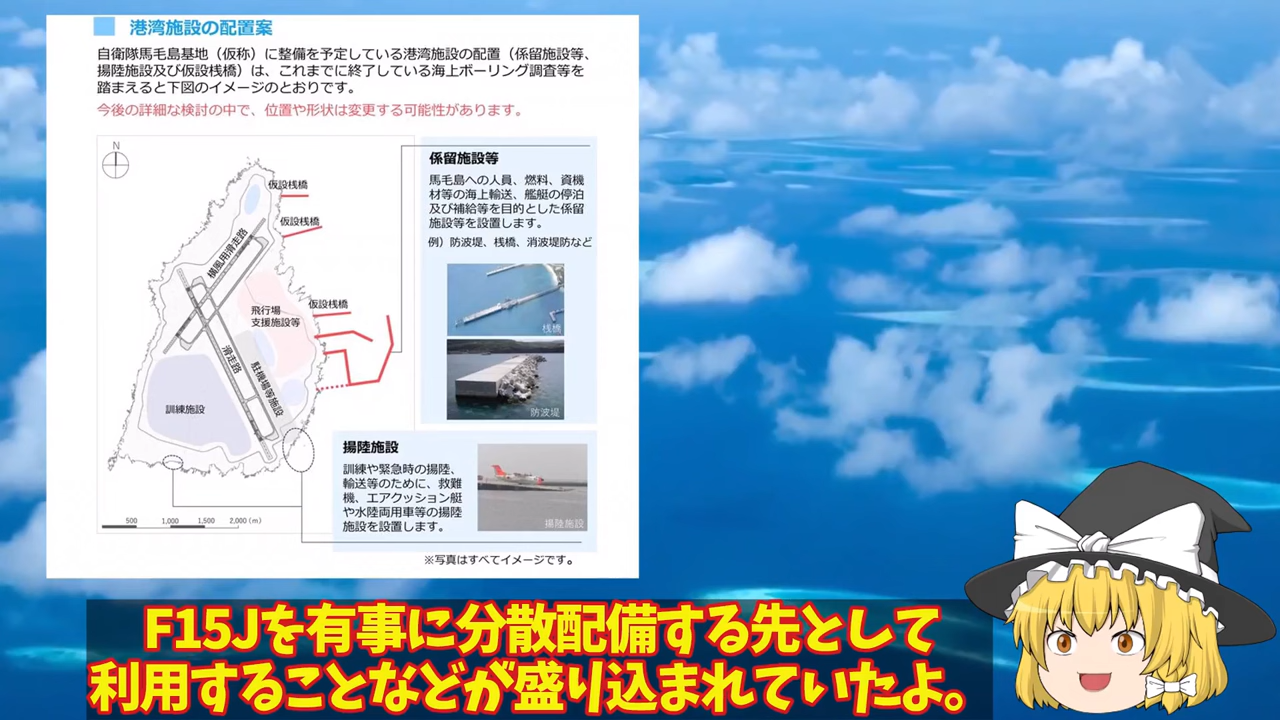 港湾施設の配置案
自衛隊馬毛島基地（仮称）に整備を予定している港湾施設の配置（係留施設等、
揚陸施設及び仮設桟橋）は、これまでに終了している海上ボーリング調査等を
踏まえると下図のイメージのとおりです。
今後の詳細な検討の中で、位置や形状は変更する可能性があります。
N
仮設桟橋
仮設桟橋
横風用滑走路
仮設桟橋
飛行場
支援施設等
滑走路
駐機場等施設
訓練施設
500 1,000 1,500 2,000 (m)
係留施設等
馬毛島への人員、燃料、資機
材等の海上輸送、艦艇の停泊
及び補給等を目的とした係留
施設等を設置します。
例）防波堤、桟橋、消波堤防など
桟橋
防波堤
揚陸施設
訓練や緊急時の揚陸、
輸送等のために、救難
機、エアクッション艇
や水陸両用車等の揚陸
施設を設置します。
揚陸施設
※写真はすべてイメージです。
F15Jを有事に分散配備する先として
利用することなどが盛り込まれていたよ。